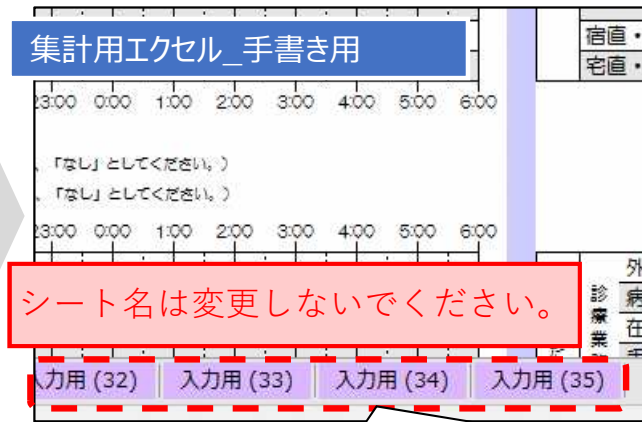 集計用エクセル_手書き用
宿直・
宅直・
23:00 0:00 1:00 2:00 3:00 4:00 5:00 6:00
、「なし」としてください。)
、「なし」としてください。)
23:00 0:00 1:00 2:00 3:00 4:00 5:00 6:00
シート名は変更しないでください。
外
診療業
病
在
入力用 (32) 入力用 (33) 入力用 (34) 入力用 (35)